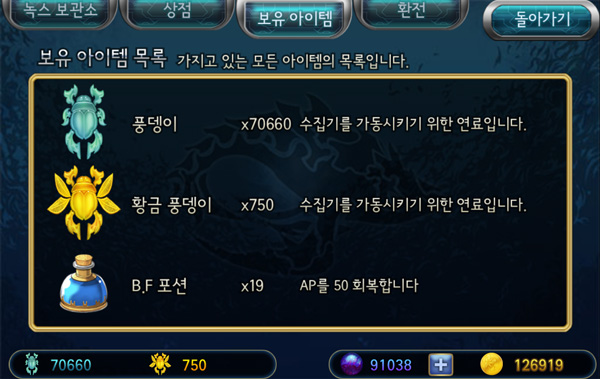 녹스 보관소 상점 보유 아이템 환전 돌아가기
보유 아이템 목록 가지고 있는 모든 아이템의 목록입니다.
풍뎅이 x70660 수집기를 가동시키기 위한 연료입니다.
황금 풍뎅이 x750 수집기를 가동시키기 위한 연료입니다.
B.F 포션 x19 AP를 50 회복합니다
70660 750 91038 126919